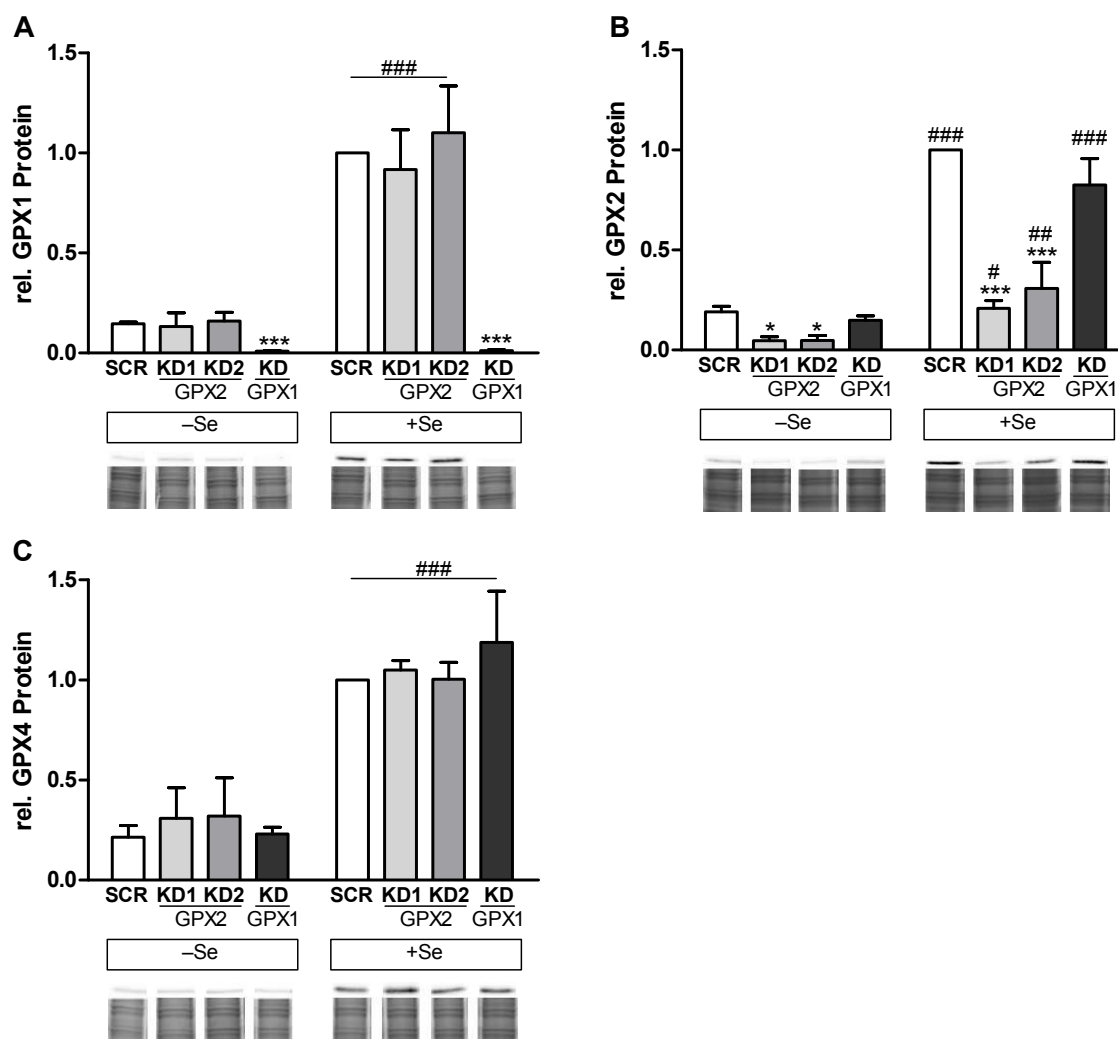 A
rel. GPX1 Protein
1.5
1.0
0.5
0.0
###
*** ***
SCR KD1 KD2 KD SCR KD1 KD2 KD
GPX2 GPX1 GPX2 GPX1
–Se +Se
B
rel. GPX2 Protein
1.5
1.0
0.5
0.0
### ###
##
# ***
***
* *
SCR KD1 KD2 KD SCR KD1 KD2 KD
GPX2 GPX1 GPX2 GPX1
–Se +Se
C
rel. GPX4 Protein
1.5
1.0
0.5
0.0
###
SCR KD1 KD2 KD SCR KD1 KD2 KD
GPX2 GPX1 GPX2 GPX1
–Se +Se